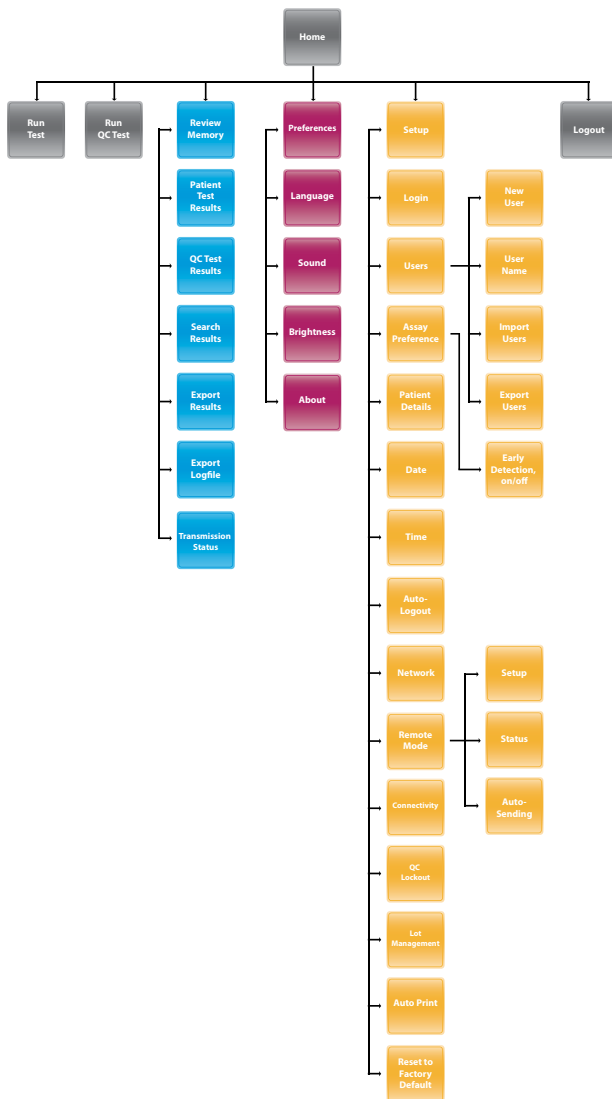 Home
Run
Test
Run
QC Test
Review
Memory
Preferences
Setup
Logout
Patient
Test
Results
QC Test
Results
Search
Results
Export
Results
Export
Logfile
Transmission
Status
Language
Sound
Brightness
About
Login
Users
Assay
Preference
Patient
Details
Date
Time
Auto-
Logout
Network
Remote
Mode
Connectivity
QC
Lockout
Lot
Management
Auto Print
Reset to
Factory
Default
New
User
User
Name
Import
Users
Export
Users
Early
Detection,
on/off
Setup
Status
Auto-
Sending